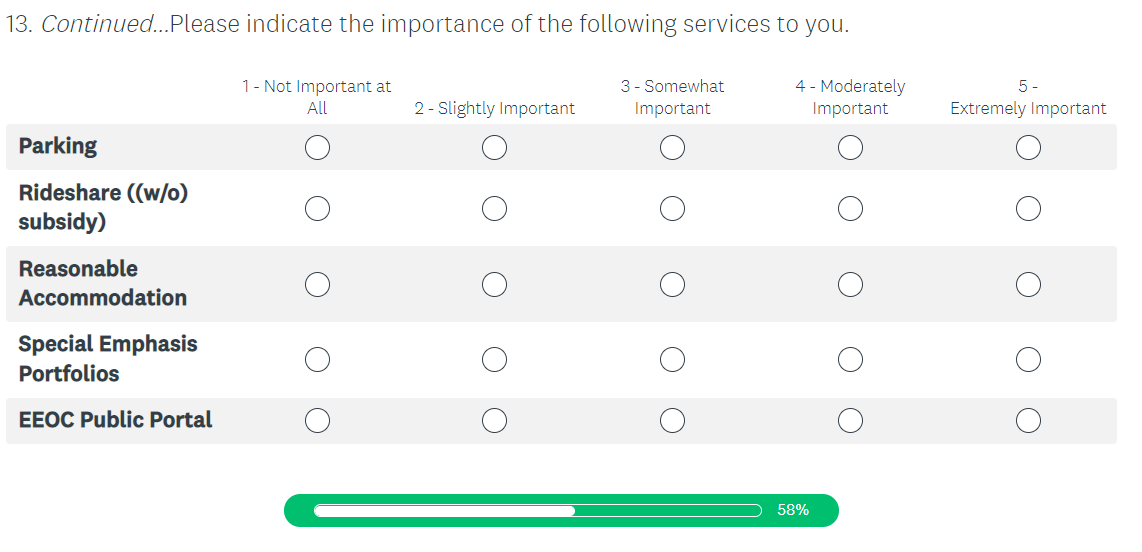 13. Continued...Please indicate the importance of the following services to you.
1 - Not Important at
All
2 - Slightly Important
3 - Somewhat
Important
4 - Moderately
Important
5 -
Extremely Important
Parking
Rideshare ((w/o)
subsidy)
Reasonable
Accommodation
Special Emphasis
Portfolios
EEOC Public Portal
58%